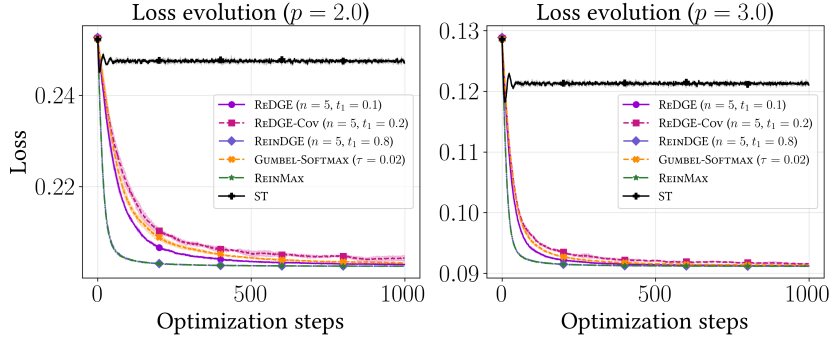 Loss evolution (p = 2.0)
Loss
0.24
0.22
REDGE (n = 5, t₁ = 0.1)
REDGE-COV (n = 5, t₁ = 0.2)
REINDGE (n = 5, t₁ = 0.8)
GUMBEL-SOFTMAX (τ = 0.02)
REINMAX
ST
0 500 1000
Optimization steps
Loss evolution (p = 3.0)
0.13
0.12
0.11
0.10
0.09
REDGE (n = 5, t₁ = 0.1)
REDGE-COV (n = 5, t₁ = 0.2)
REINDGE (n = 5, t₁ = 0.8)
GUMBEL-SOFTMAX (τ = 0.02)
REINMAX
ST
0 500 1000
Optimization steps